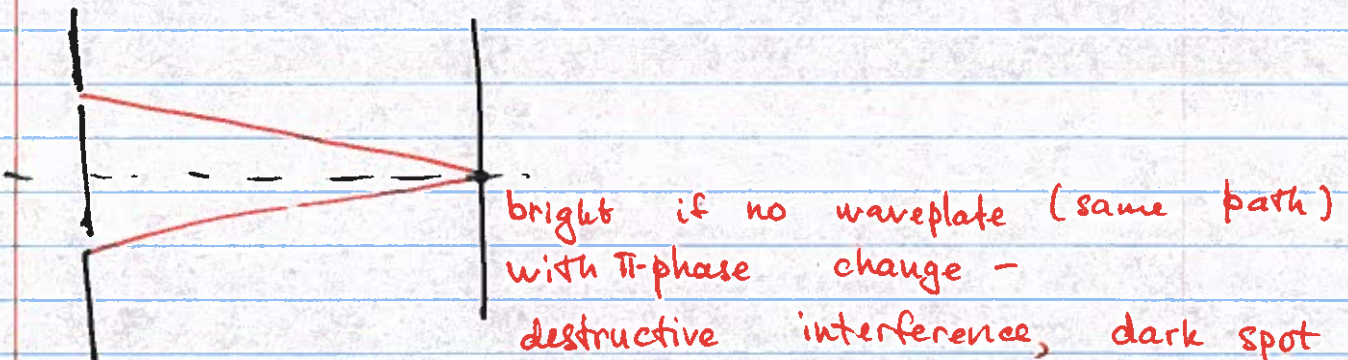 bright if no waveplate (same path)
with π-phase change -
destructive interference, dark spot